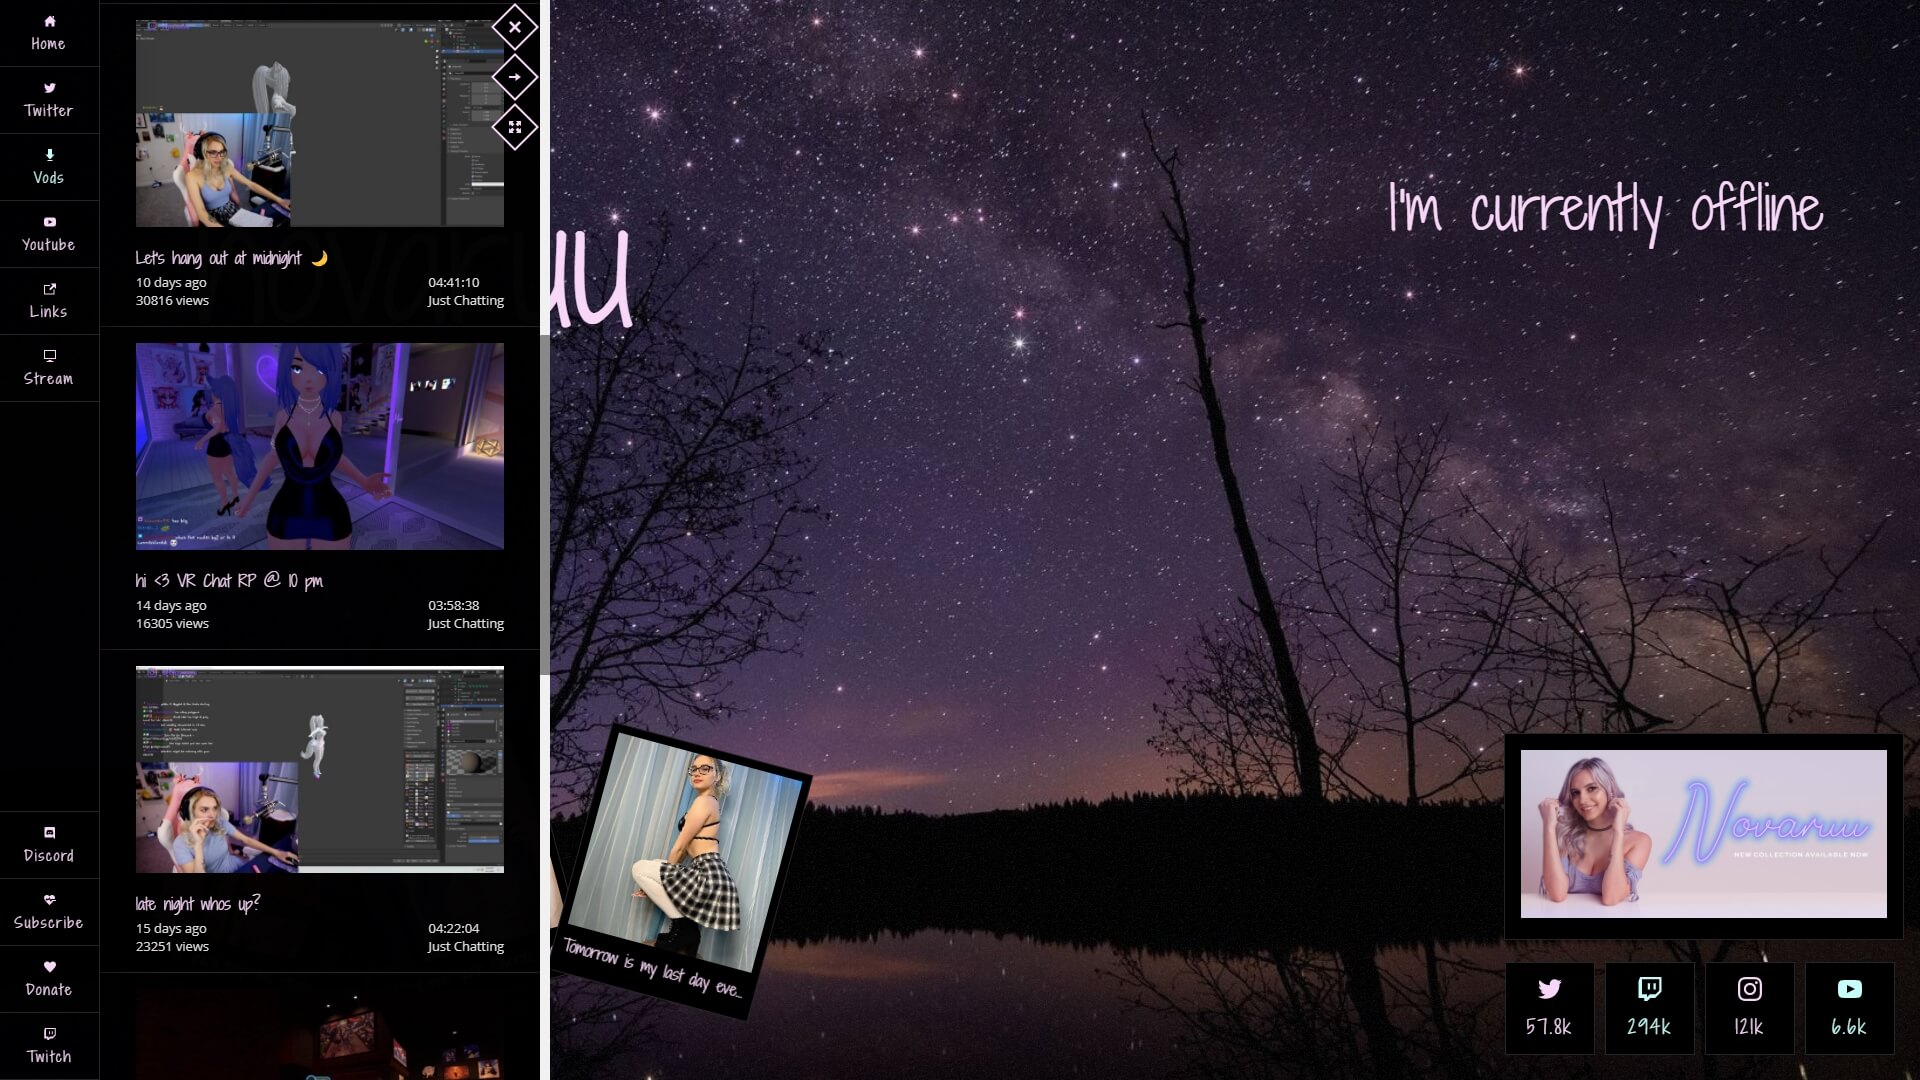 Home
Twitter
Vods
Youtube
Links
Stream
Discord
Subscribe
Donate
Twitch
Let's hang out at midnight 🌙
10 days ago
04:41:10
30816 views
Just Chatting
hi <3 VR Chat RP @ 10 pm
14 days ago
03:58:38
16305 views
Just Chatting
late night whos up?
15 days ago
04:22:04
23251 views
Just Chatting
uu
I'm currently offline
Tomorrow is my last day eve...
Novaruu
NEW COLLECTION AVAILABLE NOW
57.8k
294k
121k
6.6k